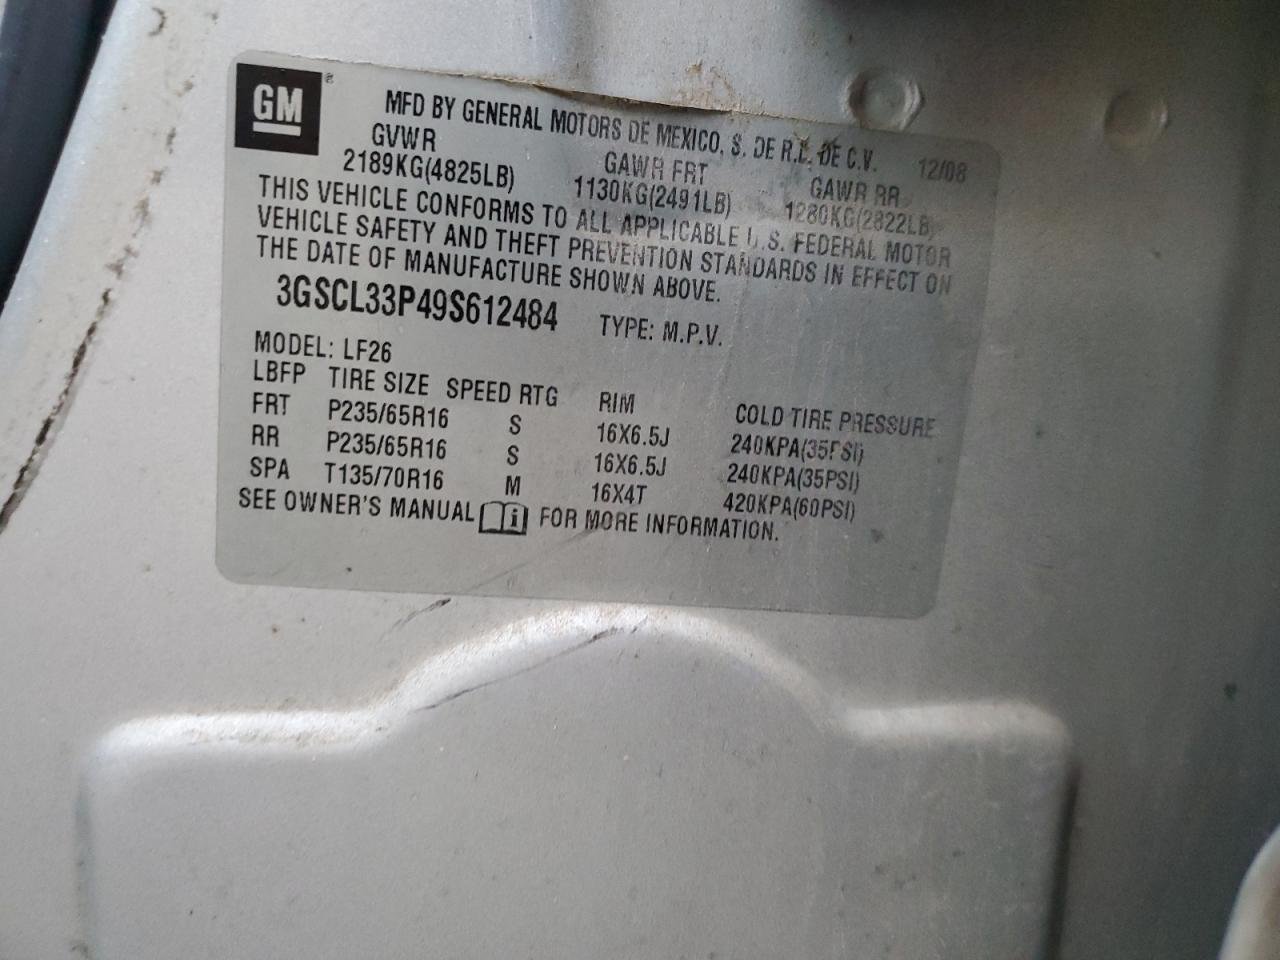 GM ®
MFD BY GENERAL MOTORS DE MEXICO, S. DE R.L. DE C.V. 12/08
GVWR GAWR FRT GAWR RR
2189KG(4825LB) 1130KG(2491LB) 1280KG(2822LB)
THIS VEHICLE CONFORMS TO ALL APPLICABLE U.S. FEDERAL MOTOR
VEHICLE SAFETY AND THEFT PREVENTION STANDARDS IN EFFECT ON
THE DATE OF MANUFACTURE SHOWN ABOVE.
3GSCL33P49S612484 TYPE: M.P.V.
MODEL: LF26
LBFP TIRE SIZE SPEED RTG RIM COLD TIRE PRESSURE
FRT P235/65R16 S 16X6.5J 240KPA(35PSI)
RR P235/65R16 S 16X6.5J 240KPA(35PSI)
SPA T135/70R16 M 16X4T 420KPA(60PSI)
SEE OWNER'S MANUAL i FOR MORE INFORMATION.